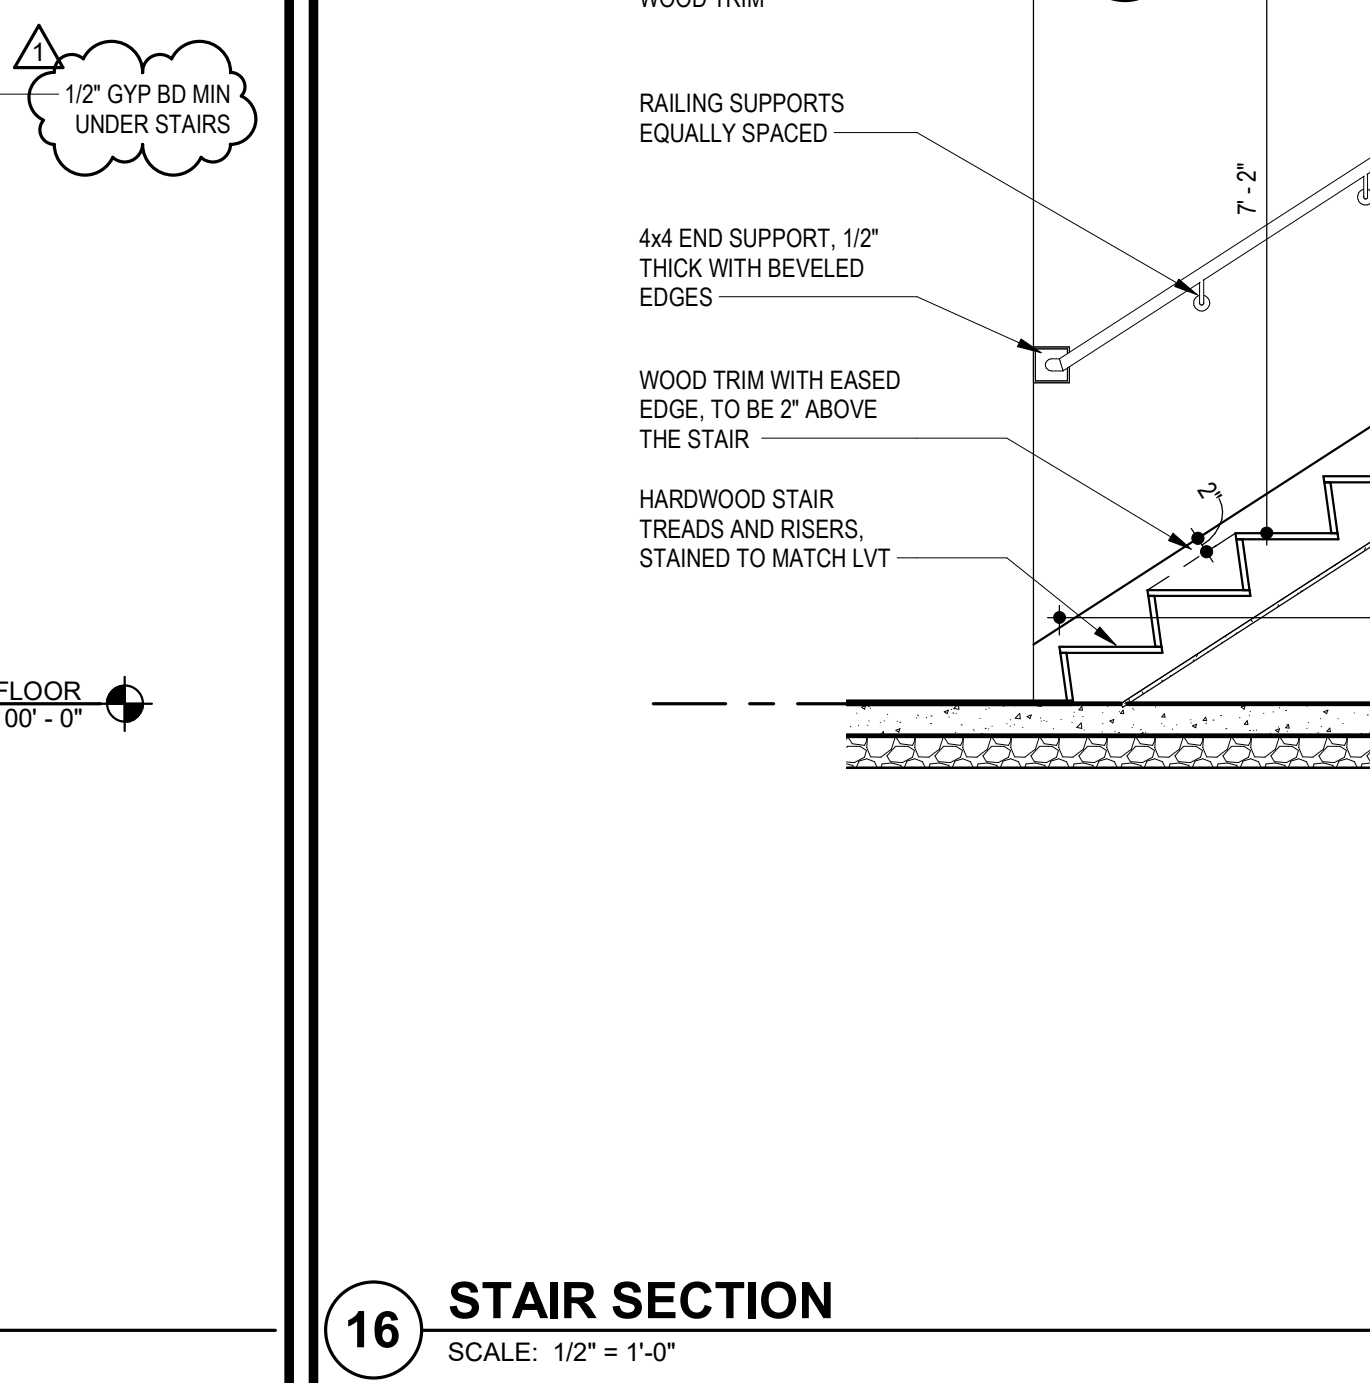 1
1/2" GYP BD MIN
UNDER STAIRS
FLOOR
00' - 0"
WOOD TRIM
RAILING SUPPORTS
EQUALLY SPACED
4x4 END SUPPORT, 1/2"
THICK WITH BEVELED
EDGES
WOOD TRIM WITH EASED
EDGE, TO BE 2" ABOVE
THE STAIR
HARDWOOD STAIR
TREADS AND RISERS,
STAINED TO MATCH LVT
7' - 2"
2"
16
STAIR SECTION
SCALE: 1/2" = 1'-0"